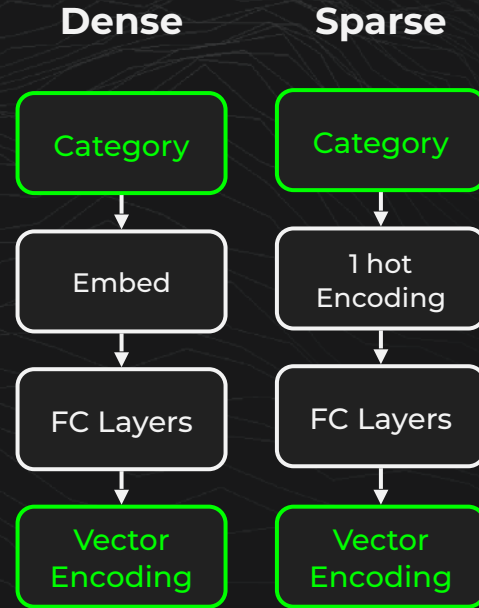 Dense
Category
Embed
FC Layers
Vector
Encoding
Sparse
Category
1 hot
Encoding
FC Layers
Vector
Encoding